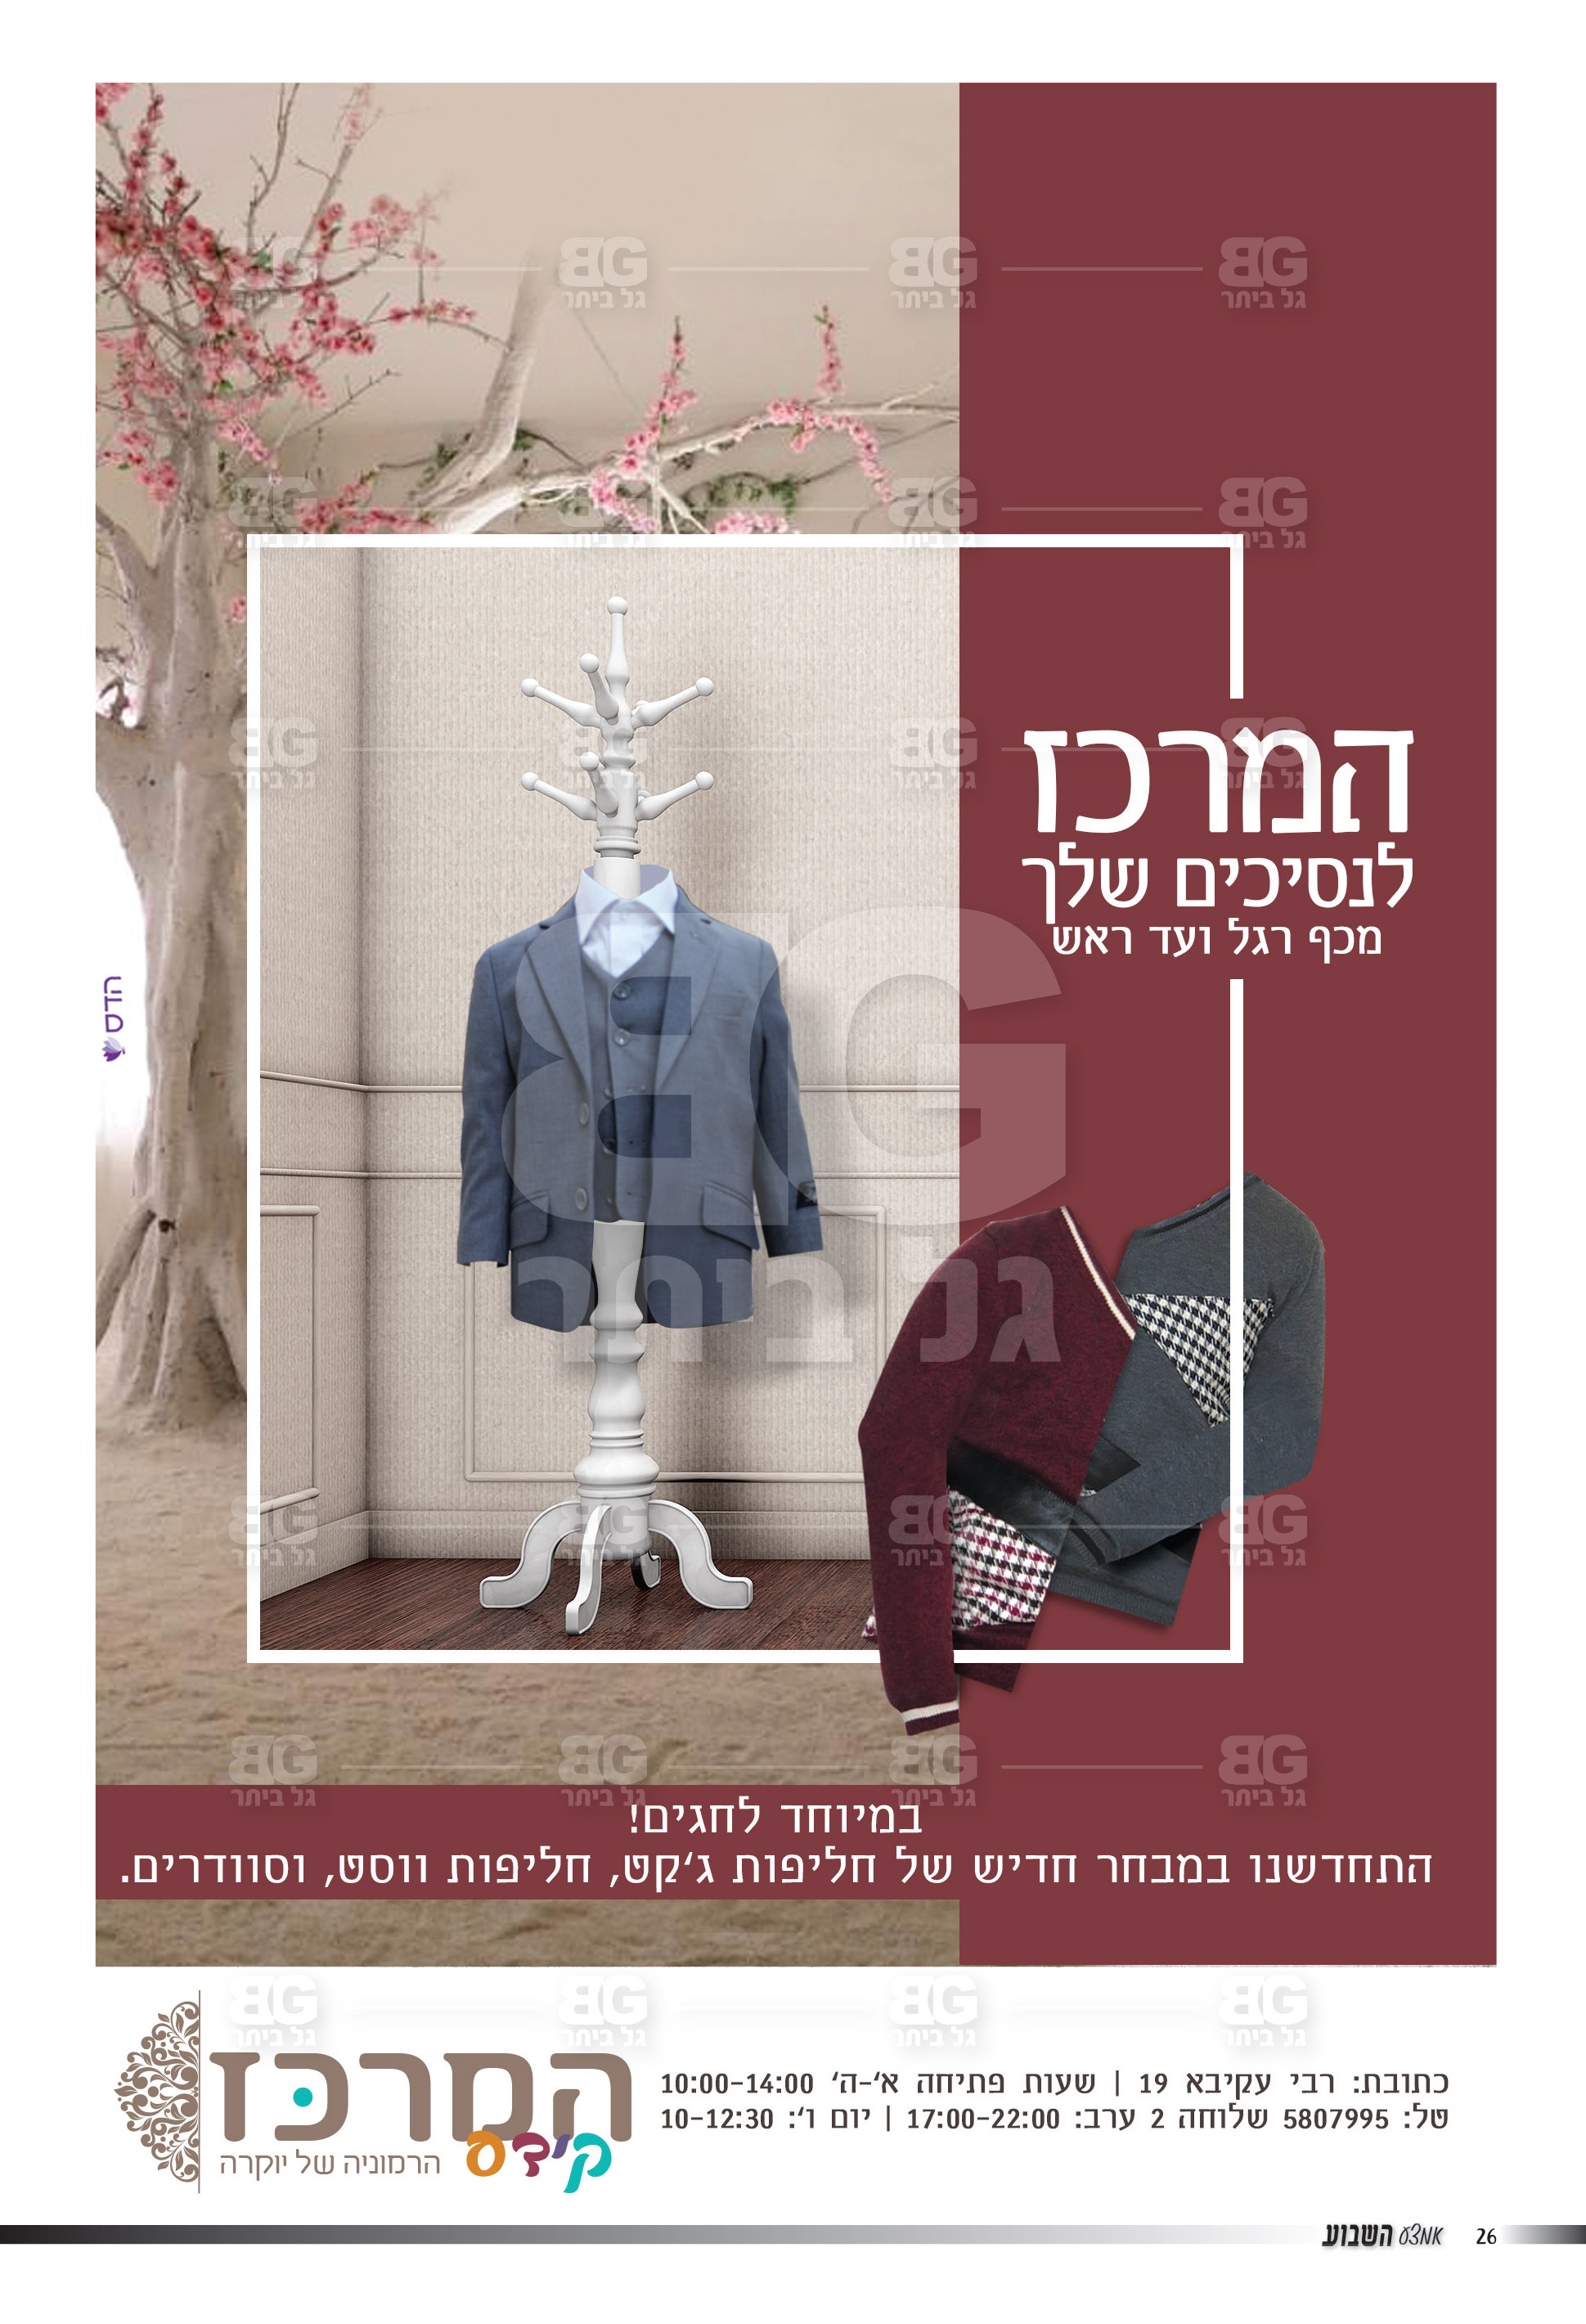 המרכז
לנסיכים שלך
מכף רגל ועד ראש
הדס
BG
גל ביתר
במיוחד לחגים!
התחדשנו במבחר חדיש של חליפות ג'קט, חליפות ווסט, וסוודרים.
כתובת: רבי עקיבא 19 | שעות פתיחה א'-ה' 10:00-14:00
טל: 5807995 שלוחה 2 ערב: 17:00-22:00 | יום ו': 10-12:30
המרכז
קידס
הרמוניה של יוקרה
26 אמצע השבוע